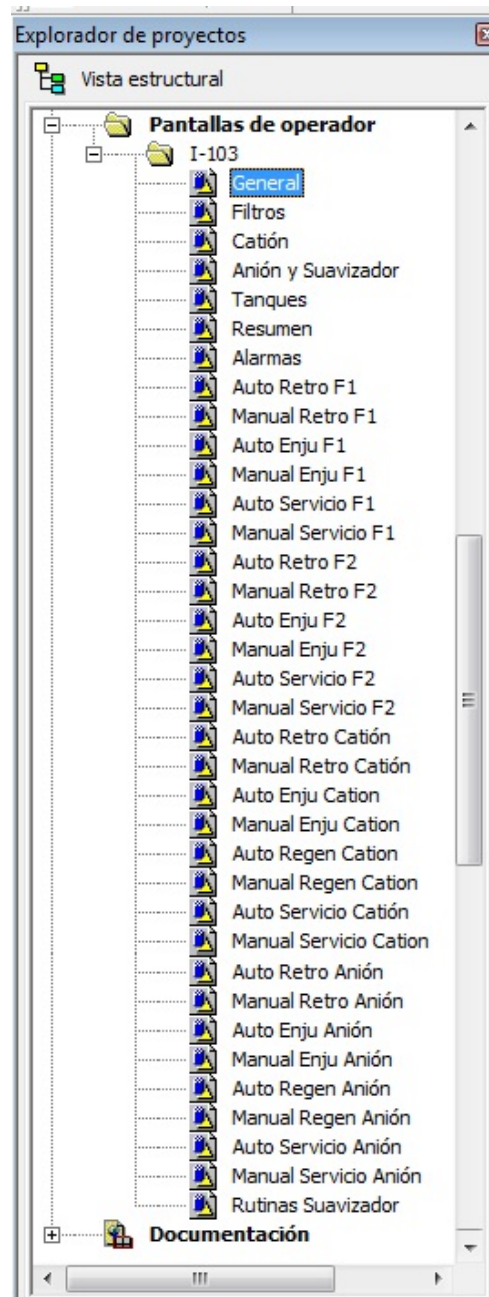 Explorador de proyectos
Vista estructural
Pantallas de operador
I-103
General
Filtros
Catión
Anión y Suavizador
Tanques
Resumen
Alarmas
Auto Retro F1
Manual Retro F1
Auto Enju F1
Manual Enju F1
Auto Servicio F1
Manual Servicio F1
Auto Retro F2
Manual Retro F2
Auto Enju F2
Manual Enju F2
Auto Servicio F2
Manual Servicio F2
Auto Retro Catión
Manual Retro Catión
Auto Enju Cation
Manual Enju Cation
Auto Regen Cation
Manual Regen Cation
Auto Servicio Catión
Manual Servicio Cation
Auto Retro Anión
Manual Retro Anión
Auto Enju Anión
Manual Enju Anión
Auto Regen Anión
Manual Regen Anión
Auto Servicio Anión
Manual Servicio Anión
Rutinas Suavizador
Documentación